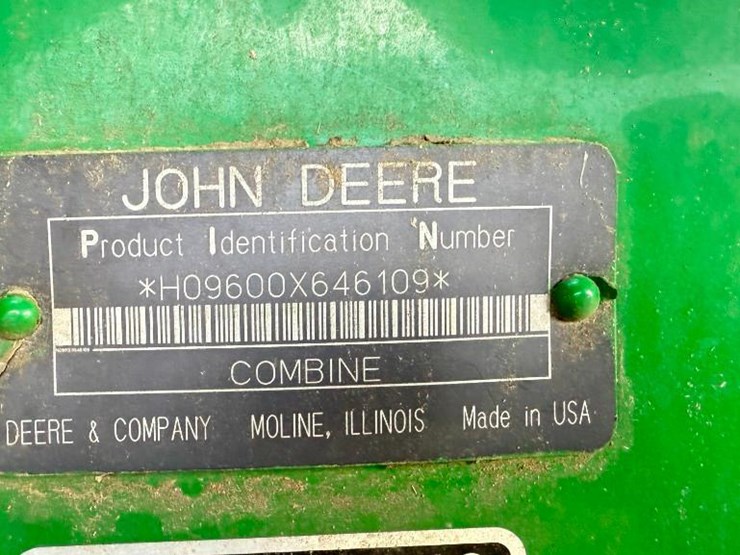 JOHN DEERE
Product Identification Number
*H09600X646109*
COMBINE
DEERE & COMPANY MOLINE, ILLINOIS Made in USA